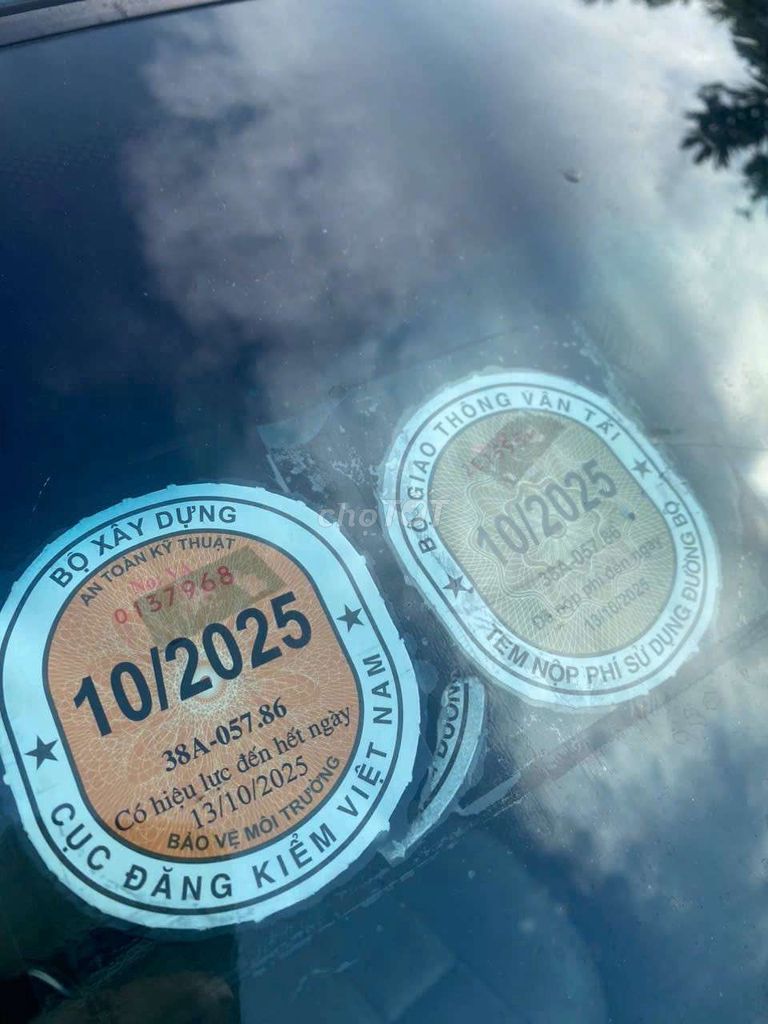 BỘ XÂY DỰNG
AN TOÀN KỸ THUẬT
0137968
10/2025
38A-057.86
Có hiệu lực đến hết ngày
13/10/2025
BẢO VỆ MÔI TRƯỜNG
CỤC ĐĂNG KIỂM VIỆT NAM
BỘ GIAO THÔNG VẬN TẢI
10/2025
38A-057.86
Đã nộp phí đến ngày
13/10/2025
TEM NỘP PHÍ SỬ DỤNG ĐƯỜNG BỘ
ĐƯỜNG
choTỐT